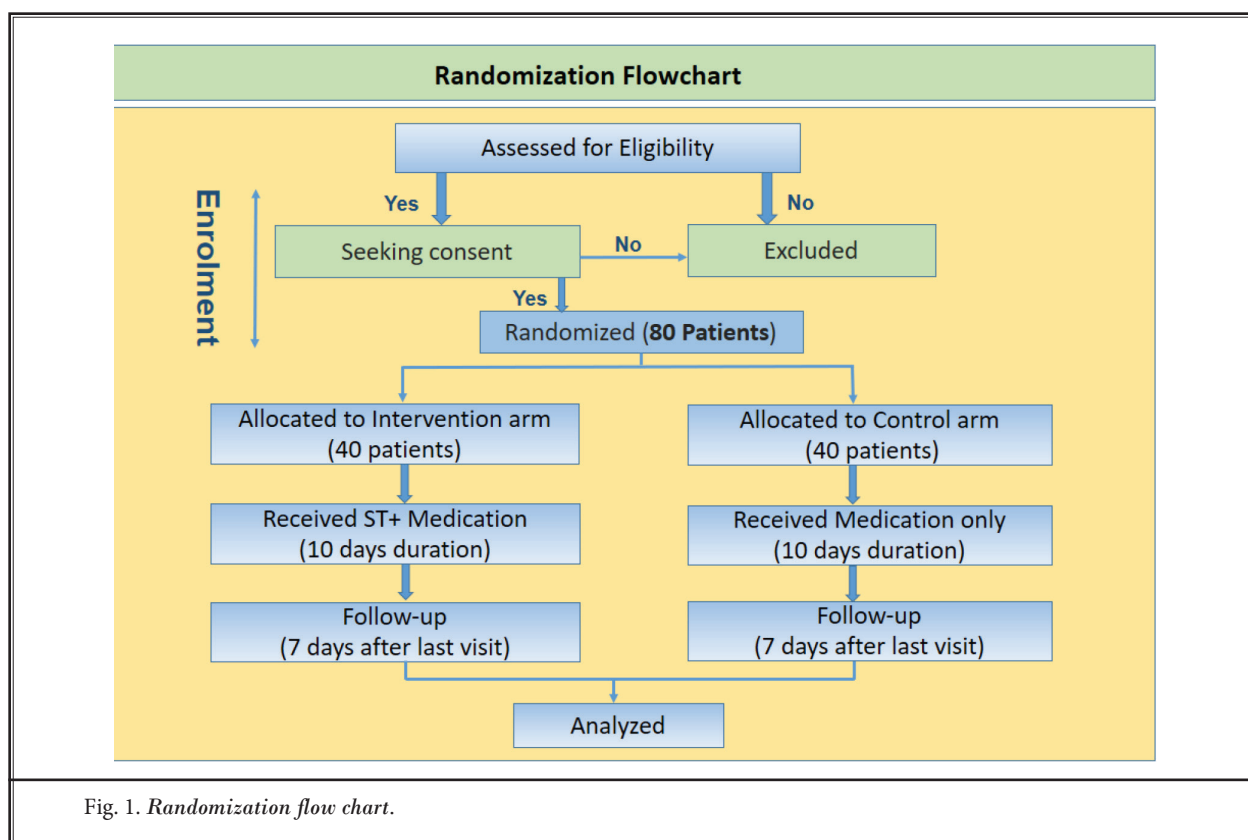 Randomization Flowchart
Assessed for Eligibility
Enrolment
Yes
No
Seeking consent
No
Excluded
Yes
Randomized (80 Patients)
Allocated to Intervention arm
(40 patients)
Allocated to Control arm
(40 patients)
Received ST+ Medication
(10 days duration)
Received Medication only
(10 days duration)
Follow-up
(7 days after last visit)
Follow-up
(7 days after last visit)
Analyzed
Fig. 1. Randomization flow chart.